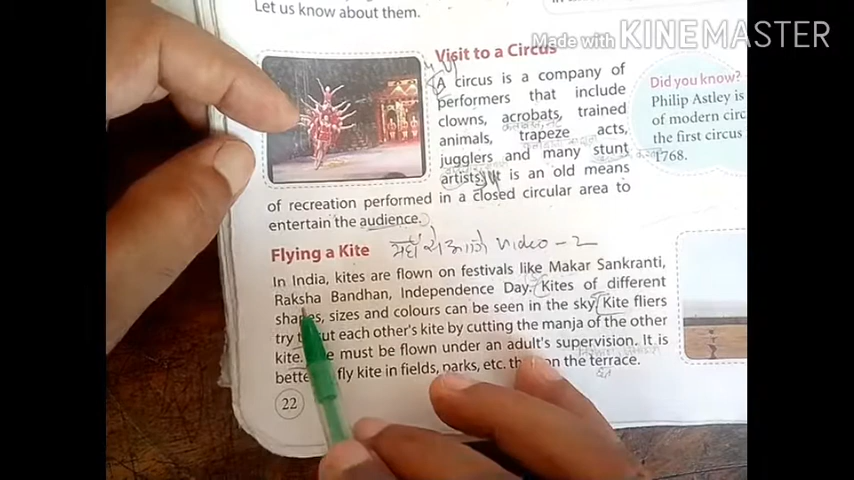 Let us know about them.
Made with KINEMASTER
Visit to a Circus
A circus is a company of
performers that include
clowns, acrobats, trained
animals, trapeze acts,
jugglers and many stunt
artists. It is an old means
of recreation performed in a closed circular area to
entertain the audience.
Did you know?
Philip Astley is
of modern circ
the first circus
1768.
Flying a Kite
यहाँ से आगे Video - 2
In India, kites are flown on festivals like Makar Sankranti,
Raksha Bandhan, Independence Day. Kites of different
shapes, sizes and colours can be seen in the sky. Kite fliers
try to cut each other's kite by cutting the manja of the other
kite. must be flown under an adult's supervision. It is
fly kite in fields, parks, etc. on the terrace.
छत
22